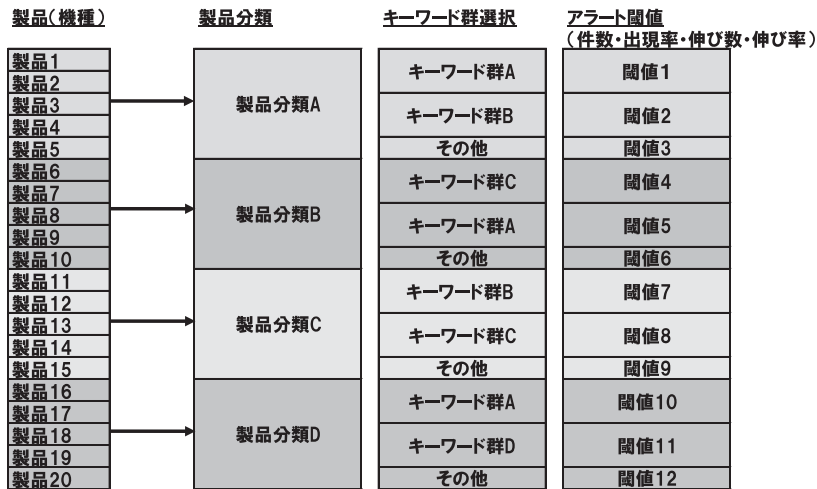 製品(機種)
製品分類
キーワード群選択
アラート閾値
(件数・出現率・伸び数・伸び率)
製品1
製品2
製品3
製品4
製品5
製品6
製品7
製品8
製品9
製品10
製品11
製品12
製品13
製品14
製品15
製品16
製品17
製品18
製品19
製品20
製品分類A
製品分類B
製品分類C
製品分類D
キーワード群A
キーワード群B
その他
キーワード群C
キーワード群A
その他
キーワード群B
キーワード群C
その他
キーワード群A
キーワード群D
その他
閾値1
閾値2
閾値3
閾値4
閾値5
閾値6
閾値7
閾値8
閾値9
閾値10
閾値11
閾値12